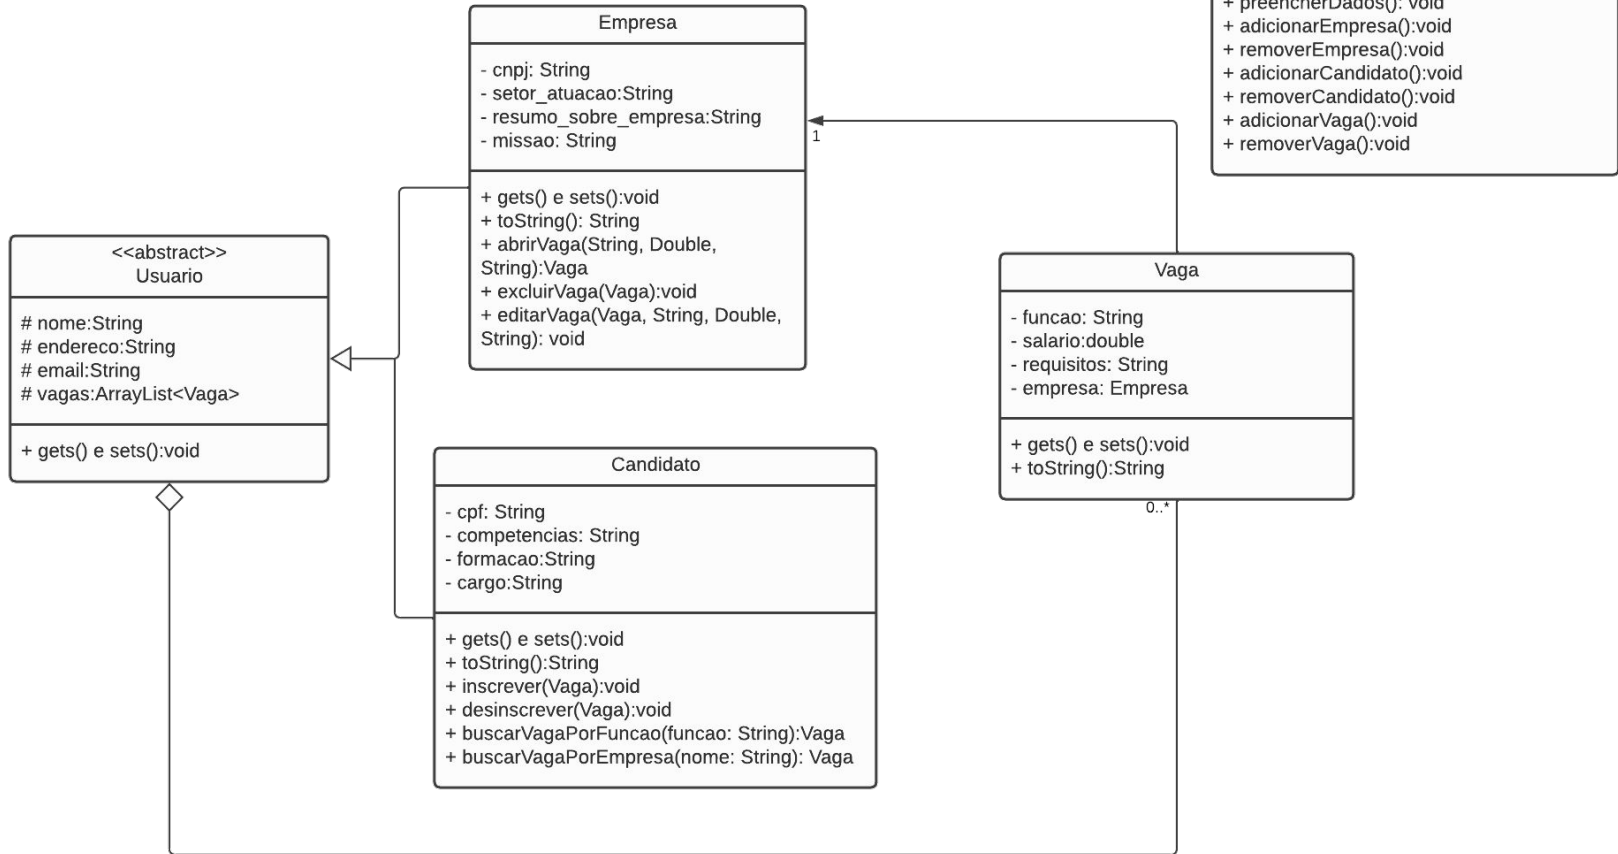 Empresa
- cnpj: String
- setor_atuacao:String
- resumo_sobre_empresa:String
- missao: String
+ gets() e sets():void
+ toString(): String
+ abrirVaga(String, Double,
String):Vaga
+ excluirVaga(Vaga):void
+ editarVaga(Vaga, String, Double,
String): void
+ preencherDados(): void
+ adicionarEmpresa():void
+ removerEmpresa():void
+ adicionarCandidato():void
+ removerCandidato():void
+ adicionarVaga():void
+ removerVaga():void
1
<<abstract>>
Usuario
# nome:String
# endereco:String
# email:String
# vagas:ArrayList<Vaga>
+ gets() e sets():void
Vaga
- funcao: String
- salario:double
- requisitos: String
- empresa: Empresa
+ gets() e sets():void
+ toString():String
0..*
Candidato
- cpf: String
- competencias: String
- formacao:String
- cargo:String
+ gets() e sets():void
+ toString():String
+ inscrever(Vaga):void
+ desinscrever(Vaga):void
+ buscarVagaPorFuncao(funcao: String):Vaga
+ buscarVagaPorEmpresa(nome: String): Vaga